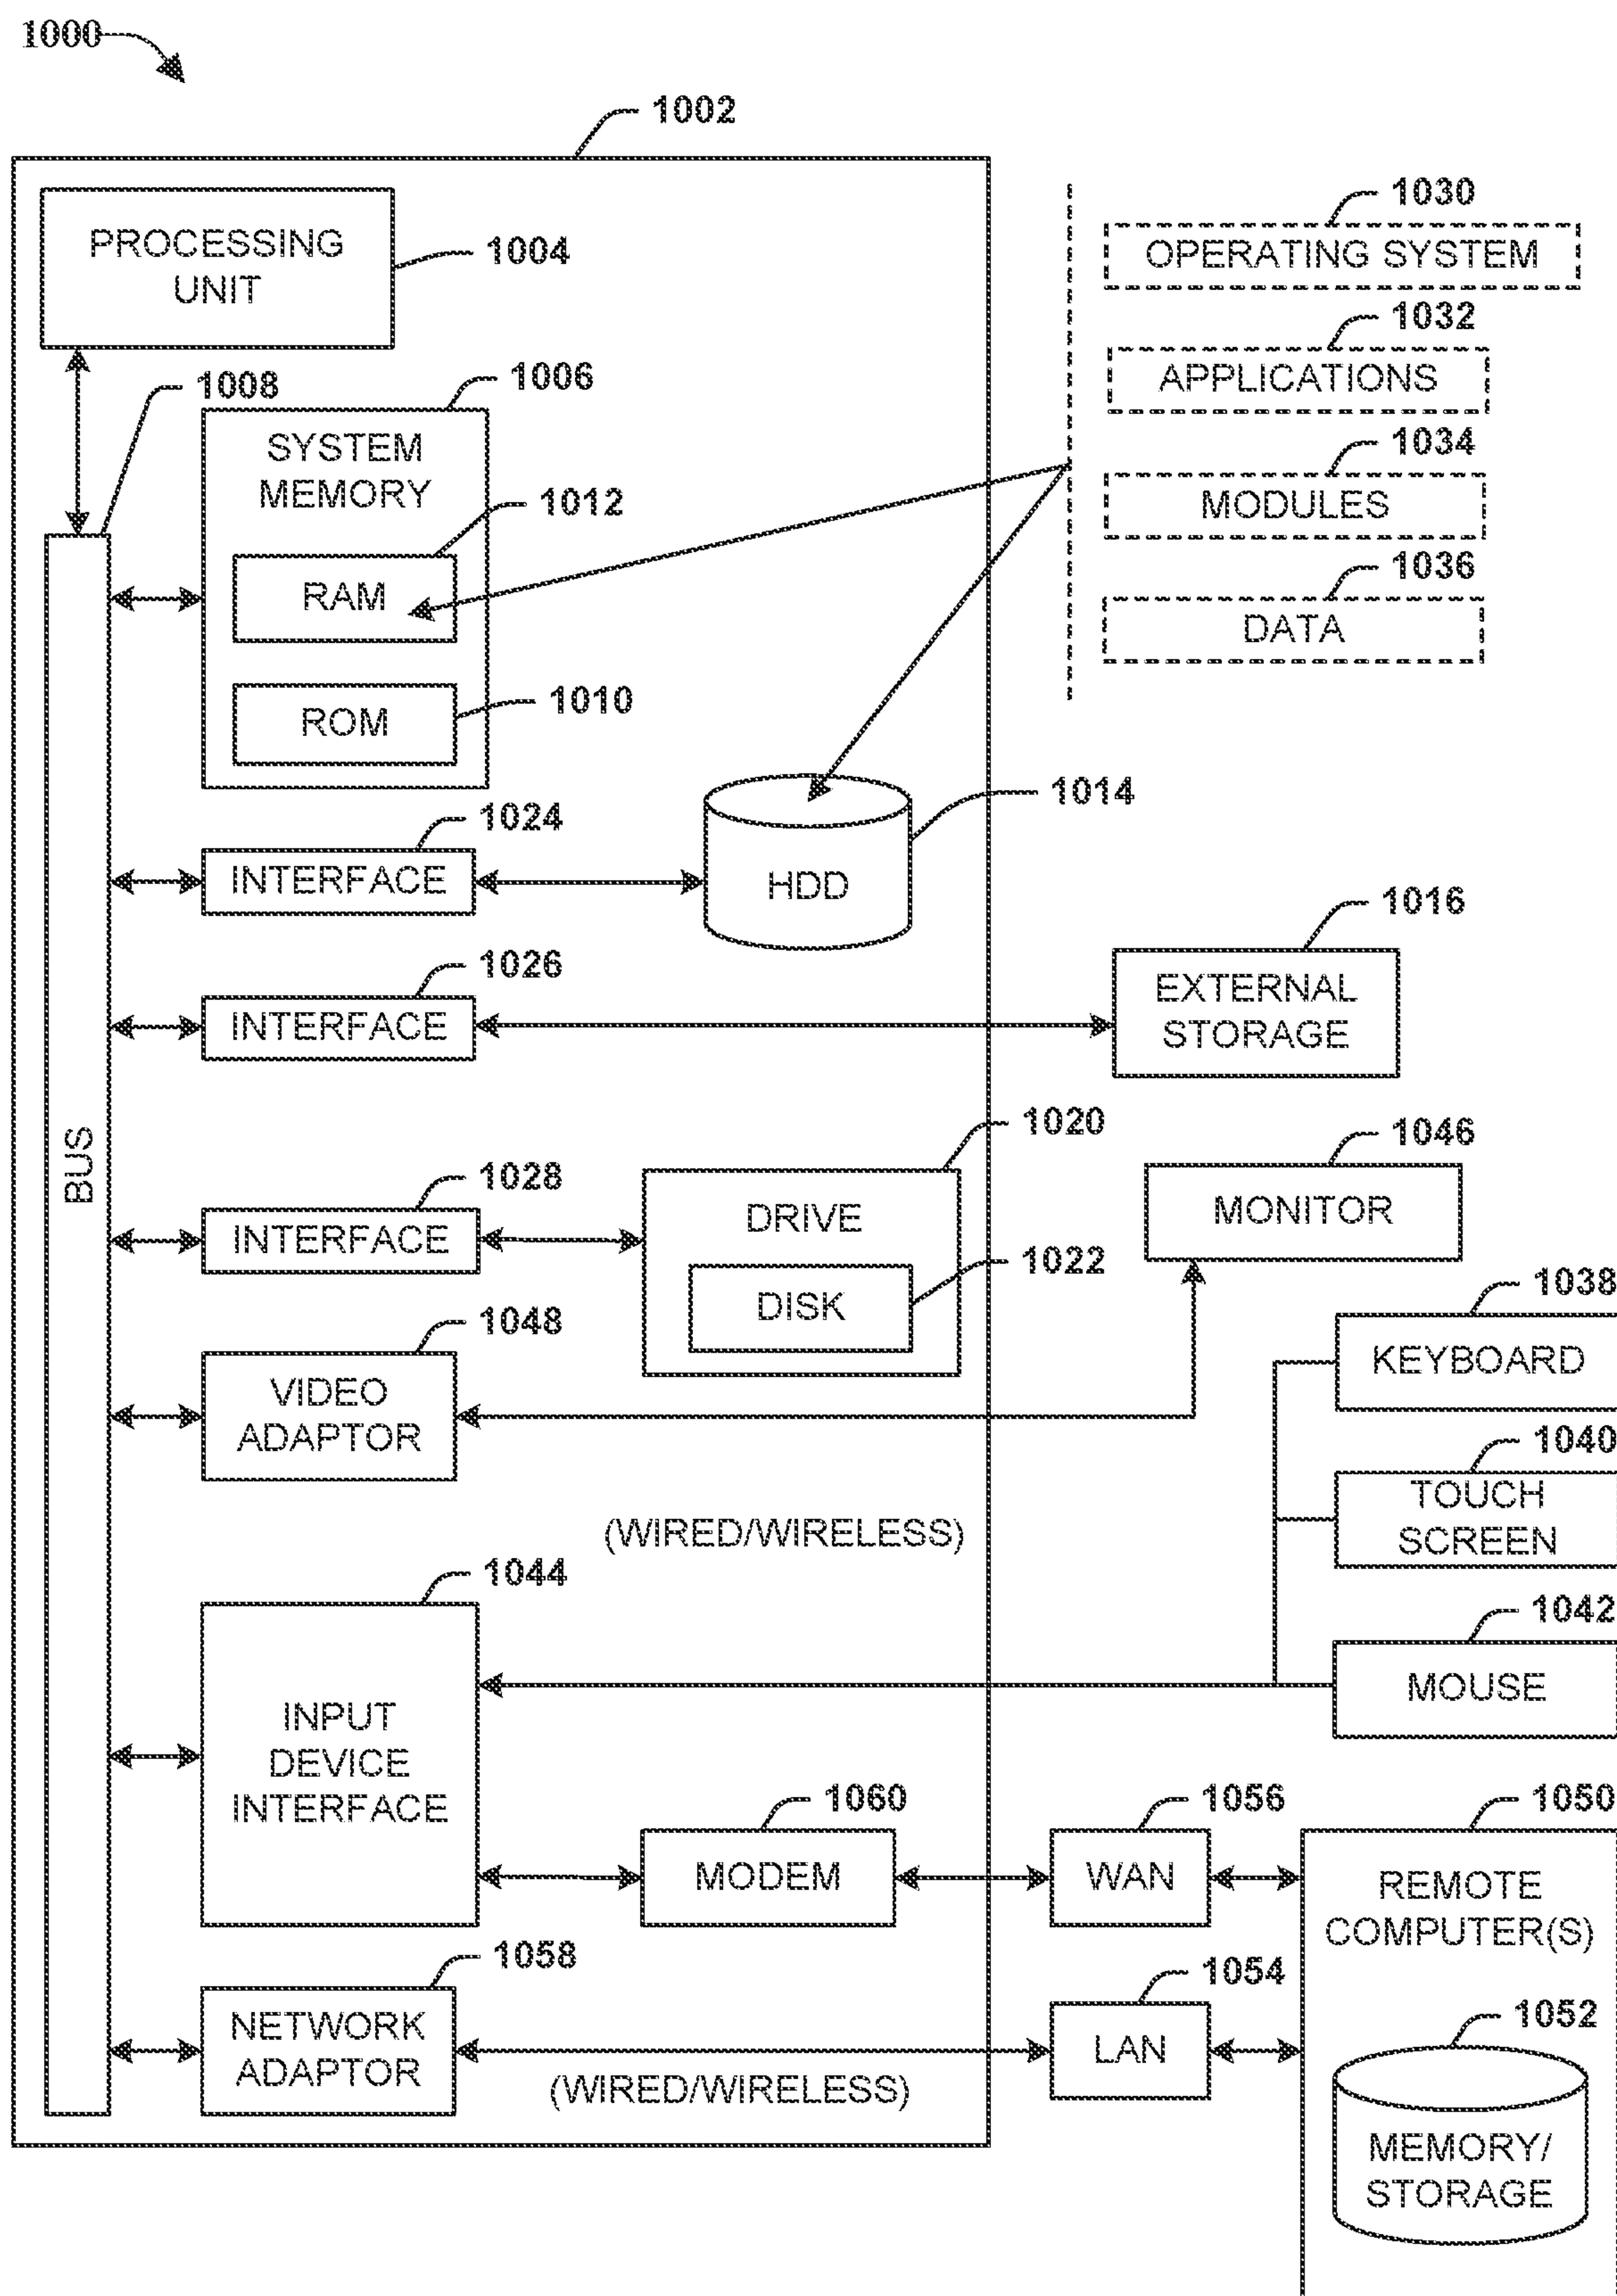 1000
1002
PROCESSING
UNIT
1004
1030
OPERATING SYSTEM
1032
APPLICATIONS
1034
MODULES
1036
DATA
1008
1006
SYSTEM
MEMORY
1012
RAM
1010
ROM
1014
HDD
1024
INTERFACE
1016
EXTERNAL
STORAGE
1026
INTERFACE
BUS
1020
DRIVE
1022
DISK
1028
INTERFACE
1046
MONITOR
1048
VIDEO
ADAPTOR
1038
KEYBOARD
1040
TOUCH
SCREEN
(WIRED/WIRELESS)
1042
MOUSE
1044
INPUT
DEVICE
INTERFACE
1060
MODEM
1056
WAN
1050
REMOTE
COMPUTER(S)
1058
NETWORK
ADAPTOR
(WIRED/WIRELESS)
1054
LAN
1052
MEMORY/
STORAGE